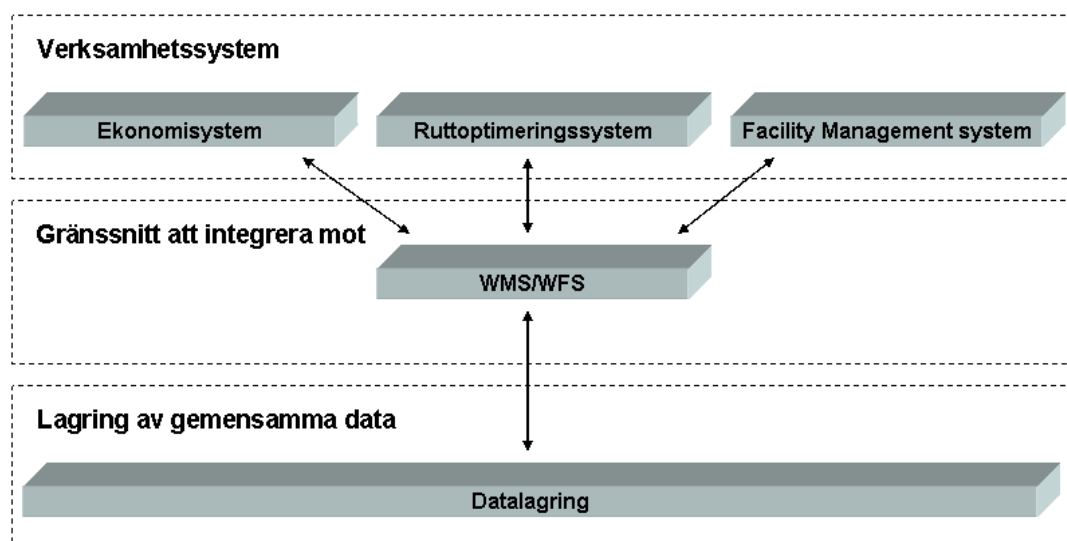 Verksamhetssystem
Ekonomisystem
Ruttoptimeringssystem
Facility Management system
Gränssnitt att integrera mot
WMS/WFS
Lagring av gemensamma data
Datalagring